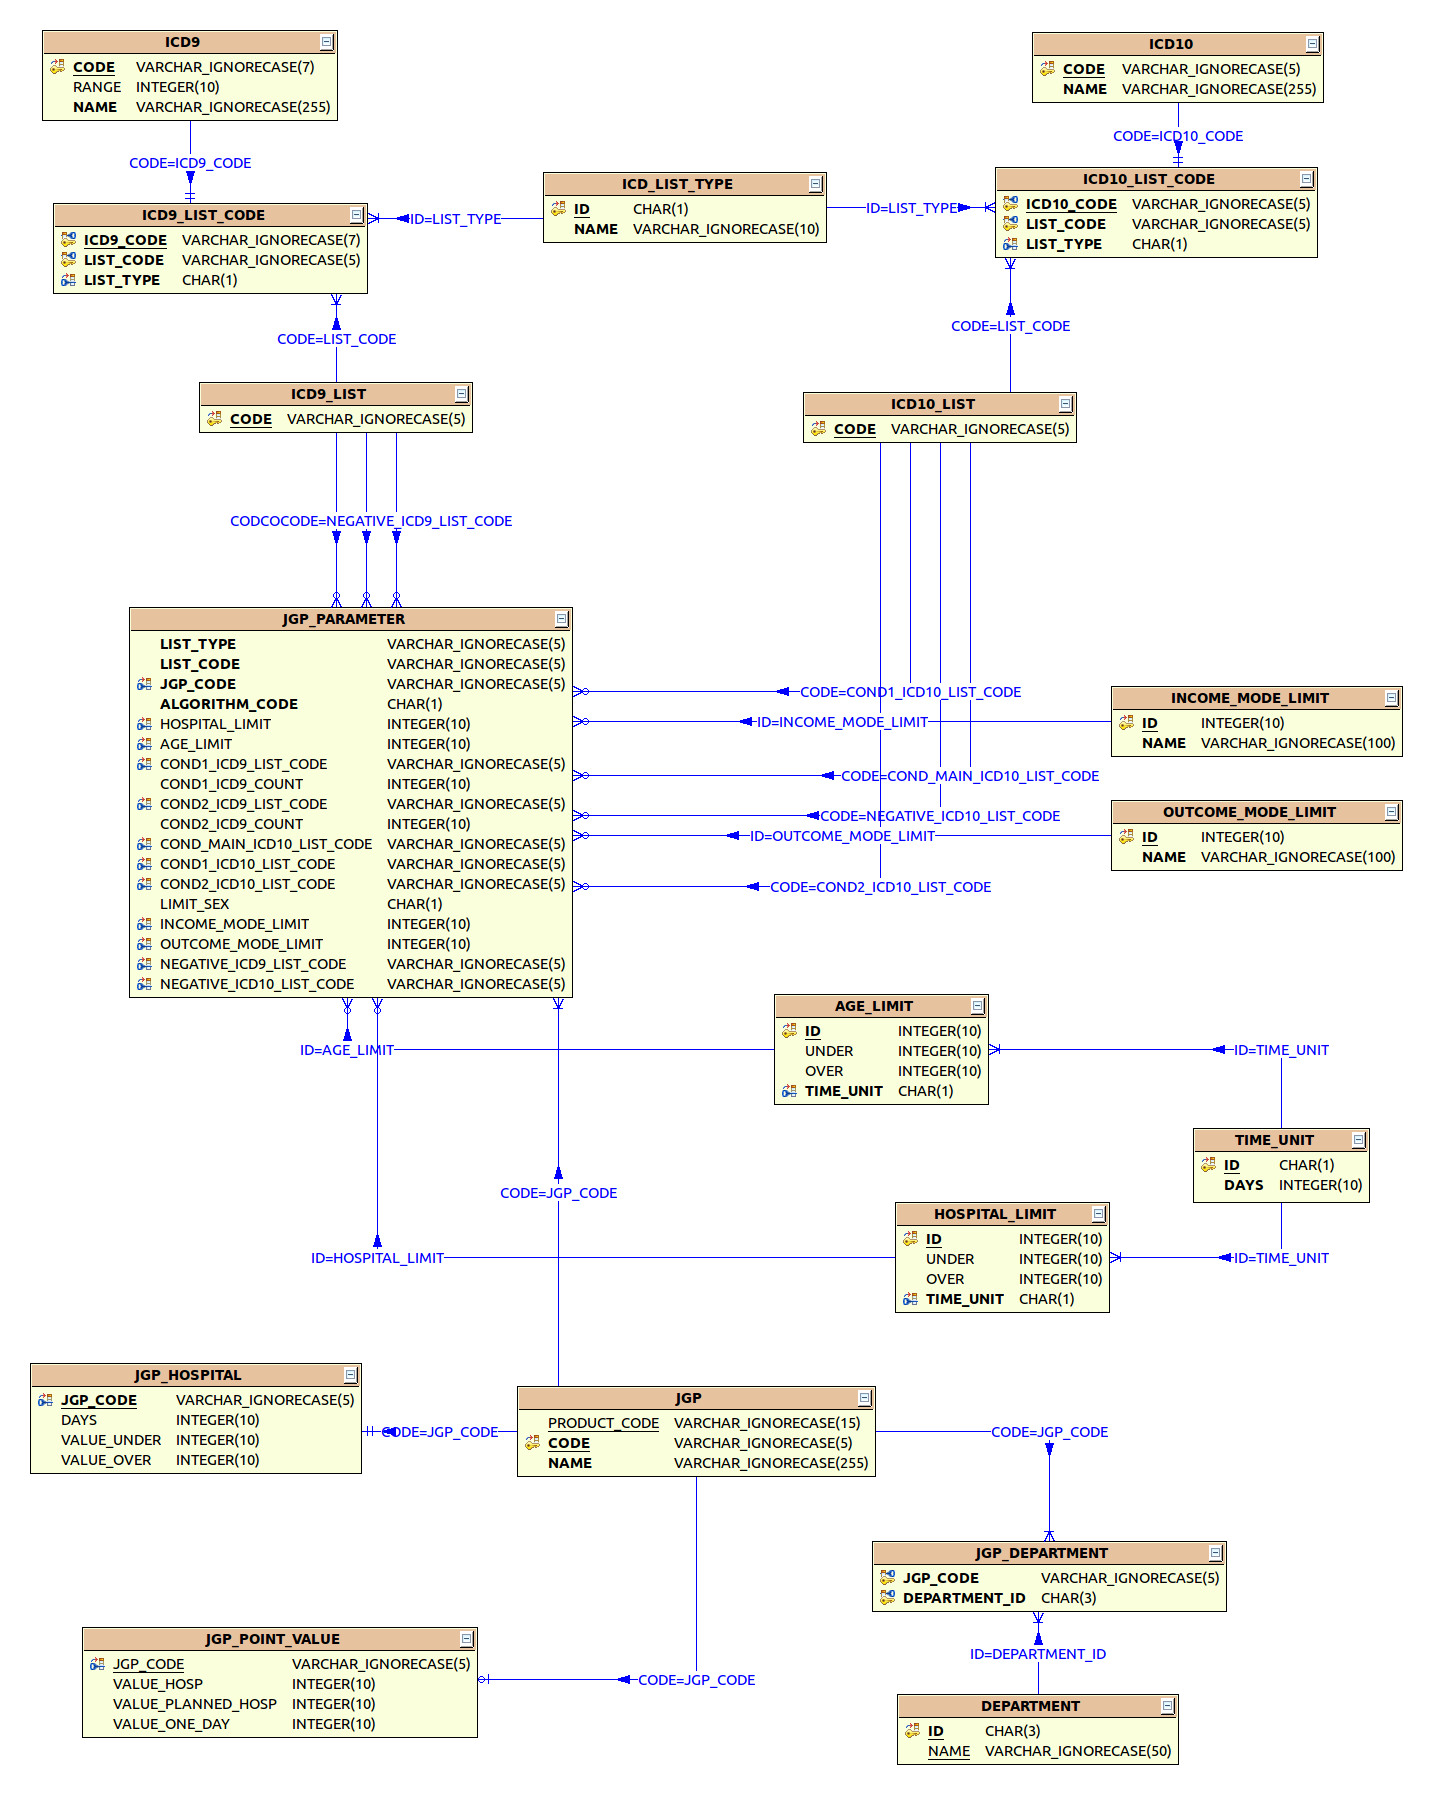 ICD9
CODE VARCHAR_IGNORECASE(7)
RANGE INTEGER(10)
NAME VARCHAR_IGNORECASE(255)
ICD10
CODE VARCHAR_IGNORECASE(5)
NAME VARCHAR_IGNORECASE(255)
CODE=ICD9_CODE
CODE=ICD10_CODE
ICD_LIST_TYPE
ID CHAR(1)
NAME VARCHAR_IGNORECASE(10)
ICD9_LIST_CODE
ICD9_CODE VARCHAR_IGNORECASE(7)
LIST_CODE VARCHAR_IGNORECASE(5)
LIST_TYPE CHAR(1)
ID=LIST_TYPE
ID=LIST_TYPE
ICD10_LIST_CODE
ICD10_CODE VARCHAR_IGNORECASE(5)
LIST_CODE VARCHAR_IGNORECASE(5)
LIST_TYPE CHAR(1)
CODE=LIST_CODE
CODE=LIST_CODE
ICD9_LIST
CODE VARCHAR_IGNORECASE(5)
ICD10_LIST
CODE VARCHAR_IGNORECASE(5)
CODCOCODE=NEGATIVE_ICD9_LIST_CODE
JGP_PARAMETER
LIST_TYPE VARCHAR_IGNORECASE(5)
LIST_CODE VARCHAR_IGNORECASE(5)
JGP_CODE VARCHAR_IGNORECASE(5)
ALGORITHM_CODE CHAR(1)
HOSPITAL_LIMIT INTEGER(10)
AGE_LIMIT INTEGER(10)
COND1_ICD9_LIST_CODE VARCHAR_IGNORECASE(5)
COND1_ICD9_COUNT INTEGER(10)
COND2_ICD9_LIST_CODE VARCHAR_IGNORECASE(5)
COND2_ICD9_COUNT INTEGER(10)
COND_MAIN_ICD10_LIST_CODE VARCHAR_IGNORECASE(5)
COND1_ICD10_LIST_CODE VARCHAR_IGNORECASE(5)
COND2_ICD10_LIST_CODE VARCHAR_IGNORECASE(5)
LIMIT_SEX CHAR(1)
INCOME_MODE_LIMIT INTEGER(10)
OUTCOME_MODE_LIMIT INTEGER(10)
NEGATIVE_ICD9_LIST_CODE VARCHAR_IGNORECASE(5)
NEGATIVE_ICD10_LIST_CODE VARCHAR_IGNORECASE(5)
CODE=COND1_ICD10_LIST_CODE
ID=INCOME_MODE_LIMIT
CODE=COND_MAIN_ICD10_LIST_CODE
CODE=NEGATIVE_ICD10_LIST_CODE
ID=OUTCOME_MODE_LIMIT
CODE=COND2_ICD10_LIST_CODE
INCOME_MODE_LIMIT
ID INTEGER(10)
NAME VARCHAR_IGNORECASE(100)
OUTCOME_MODE_LIMIT
ID INTEGER(10)
NAME VARCHAR_IGNORECASE(100)
AGE_LIMIT
ID INTEGER(10)
UNDER INTEGER(10)
OVER INTEGER(10)
TIME_UNIT CHAR(1)
ID=AGE_LIMIT
ID=TIME_UNIT
TIME_UNIT
ID CHAR(1)
DAYS INTEGER(10)
CODE=JGP_CODE
HOSPITAL_LIMIT
ID INTEGER(10)
UNDER INTEGER(10)
OVER INTEGER(10)
TIME_UNIT CHAR(1)
ID=HOSPITAL_LIMIT
ID=TIME_UNIT
JGP_HOSPITAL
JGP_CODE VARCHAR_IGNORECASE(5)
DAYS INTEGER(10)
VALUE_UNDER INTEGER(10)
VALUE_OVER INTEGER(10)
CODE=JGP_CODE
JGP
PRODUCT_CODE VARCHAR_IGNORECASE(15)
CODE VARCHAR_IGNORECASE(5)
NAME VARCHAR_IGNORECASE(255)
CODE=JGP_CODE
JGP_DEPARTMENT
JGP_CODE VARCHAR_IGNORECASE(5)
DEPARTMENT_ID CHAR(3)
JGP_POINT_VALUE
JGP_CODE VARCHAR_IGNORECASE(5)
VALUE_HOSP INTEGER(10)
VALUE_PLANNED_HOSP INTEGER(10)
VALUE_ONE_DAY INTEGER(10)
CODE=JGP_CODE
ID=DEPARTMENT_ID
DEPARTMENT
ID CHAR(3)
NAME VARCHAR_IGNORECASE(50)